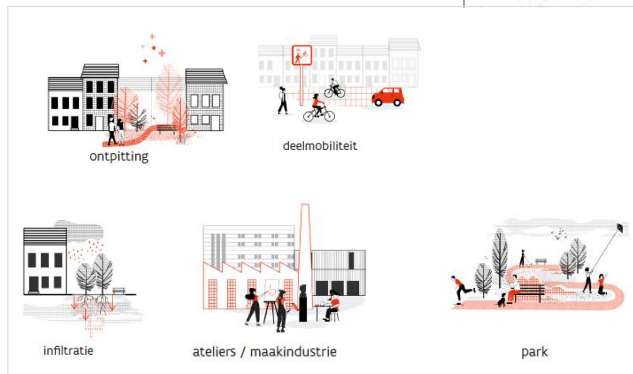 ontpitting
deelmobiliteit
infiltratie
ateliers / maakindustrie
park